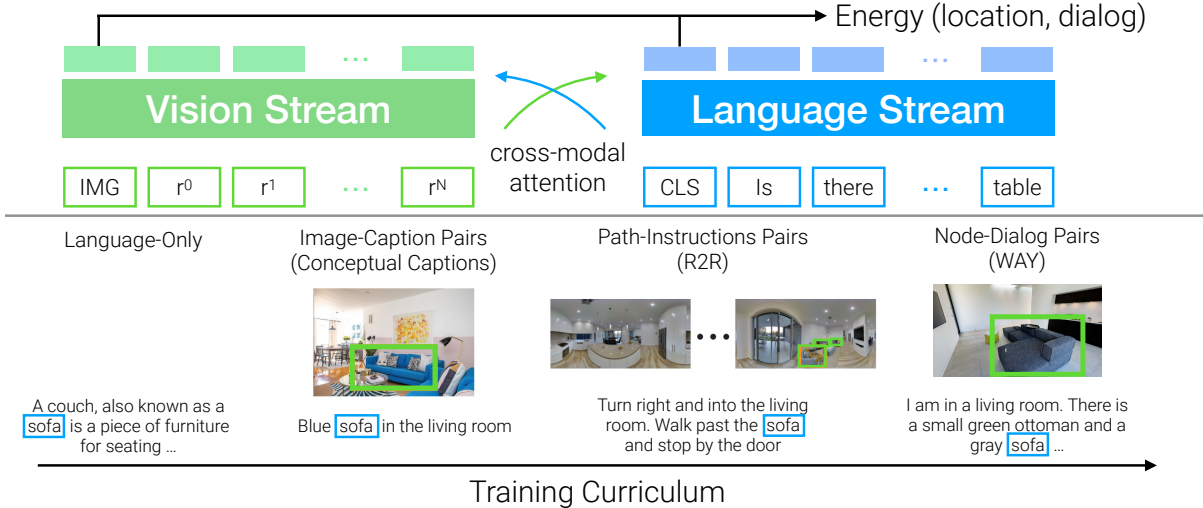 Energy (location, dialog)
...
...
Vision Stream
Language Stream
cross-modal
attention
IMG r⁰ r¹ ... rᴺ
CLS Is there ... table
Language-Only
Image-Caption Pairs
(Conceptual Captions)
Path-Instructions Pairs
(R2R)
Node-Dialog Pairs
(WAY)
A couch, also known as a
sofa is a piece of furniture
for seating ...
Blue sofa in the living room
Turn right and into the living
room. Walk past the sofa
and stop by the door
I am in a living room. There is
a small green ottoman and a
gray sofa ...
Training Curriculum